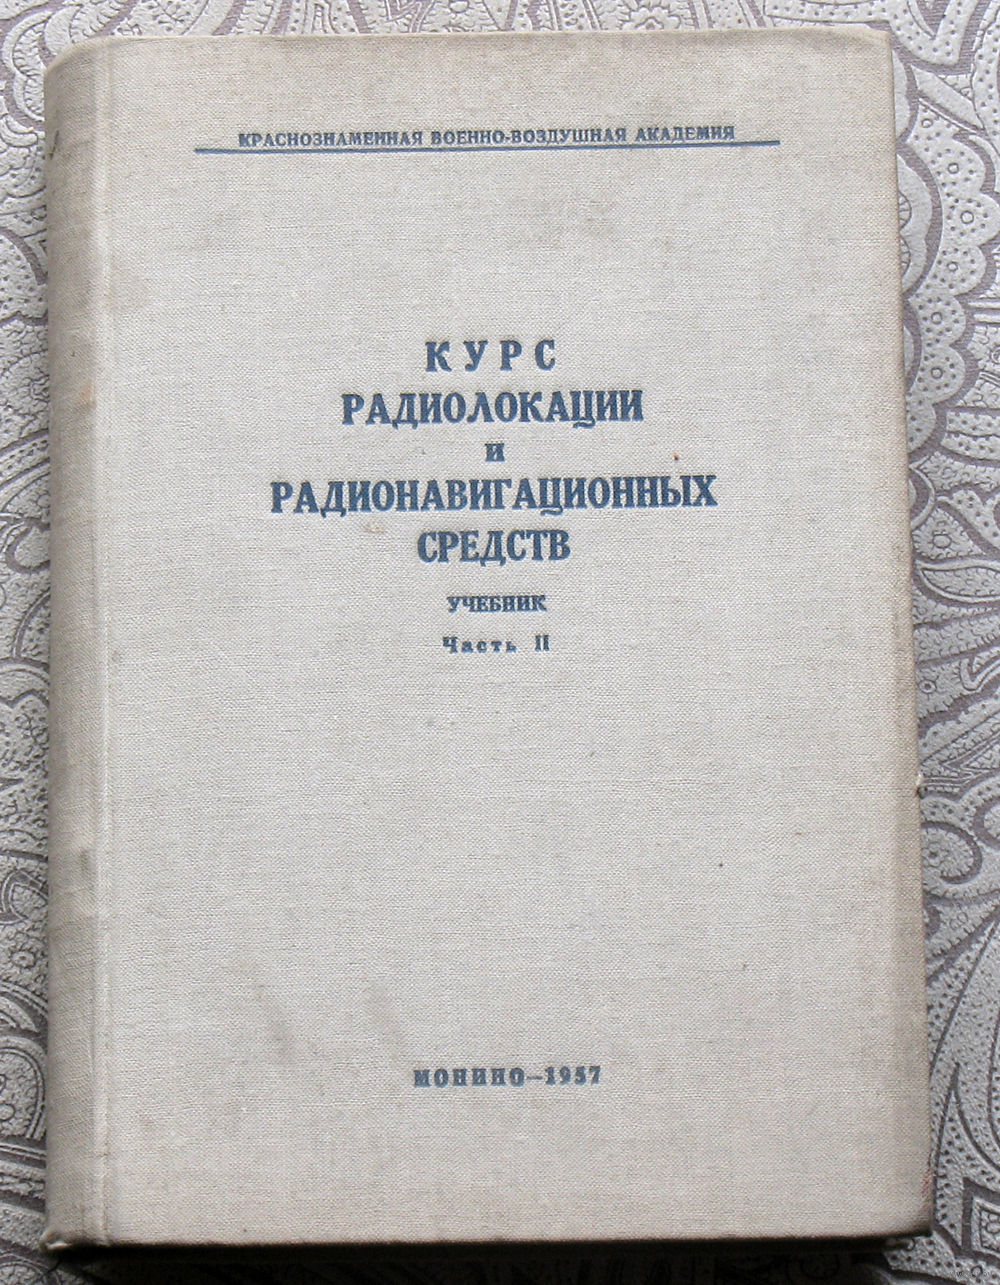 КРАСНОЗНАМЕННАЯ ВОЕННО-ВОЗДУШНАЯ АКАДЕМИЯ
КУРС
РАДИОЛОКАЦИИ
и
РАДИОНАВИГАЦИОННЫХ
СРЕДСТВ
УЧЕБНИК
Часть II
МОНИНО—1957